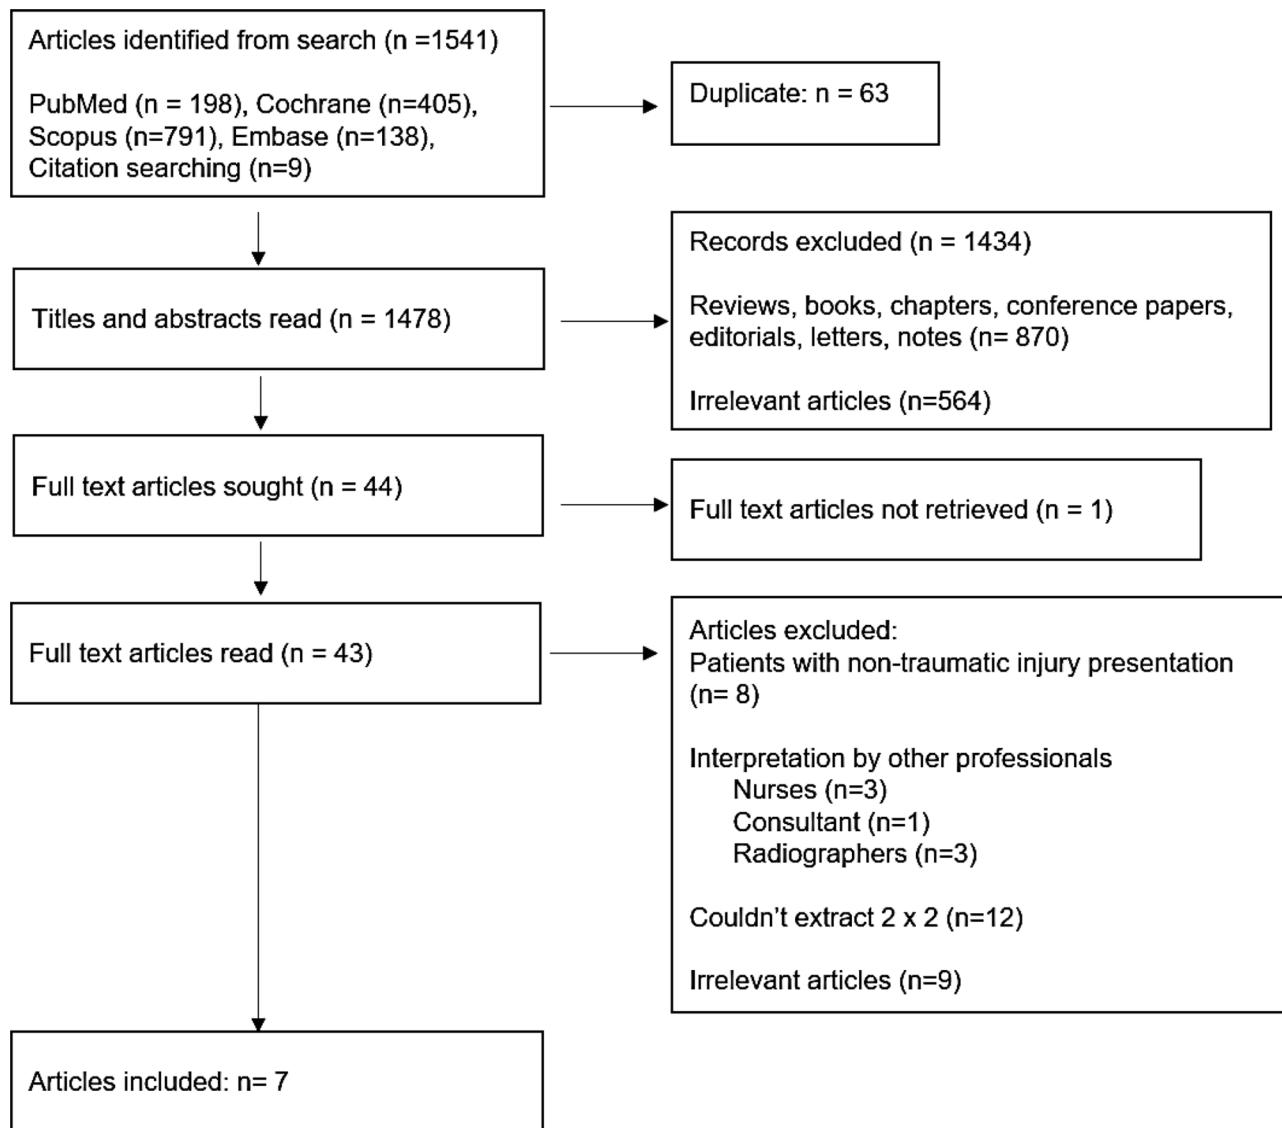 Articles identified from search (n =1541)
PubMed (n = 198), Cochrane (n=405),
Scopus (n=791), Embase (n=138),
Citation searching (n=9)
Duplicate: n = 63
Titles and abstracts read (n = 1478)
Records excluded (n = 1434)
Reviews, books, chapters, conference papers,
editorials, letters, notes (n= 870)
Irrelevant articles (n=564)
Full text articles sought (n = 44)
Full text articles not retrieved (n = 1)
Full text articles read (n = 43)
Articles excluded:
Patients with non-traumatic injury presentation
(n= 8)
Interpretation by other professionals
Nurses (n=3)
Consultant (n=1)
Radiographers (n=3)
Couldn’t extract 2 x 2 (n=12)
Irrelevant articles (n=9)
Articles included: n= 7